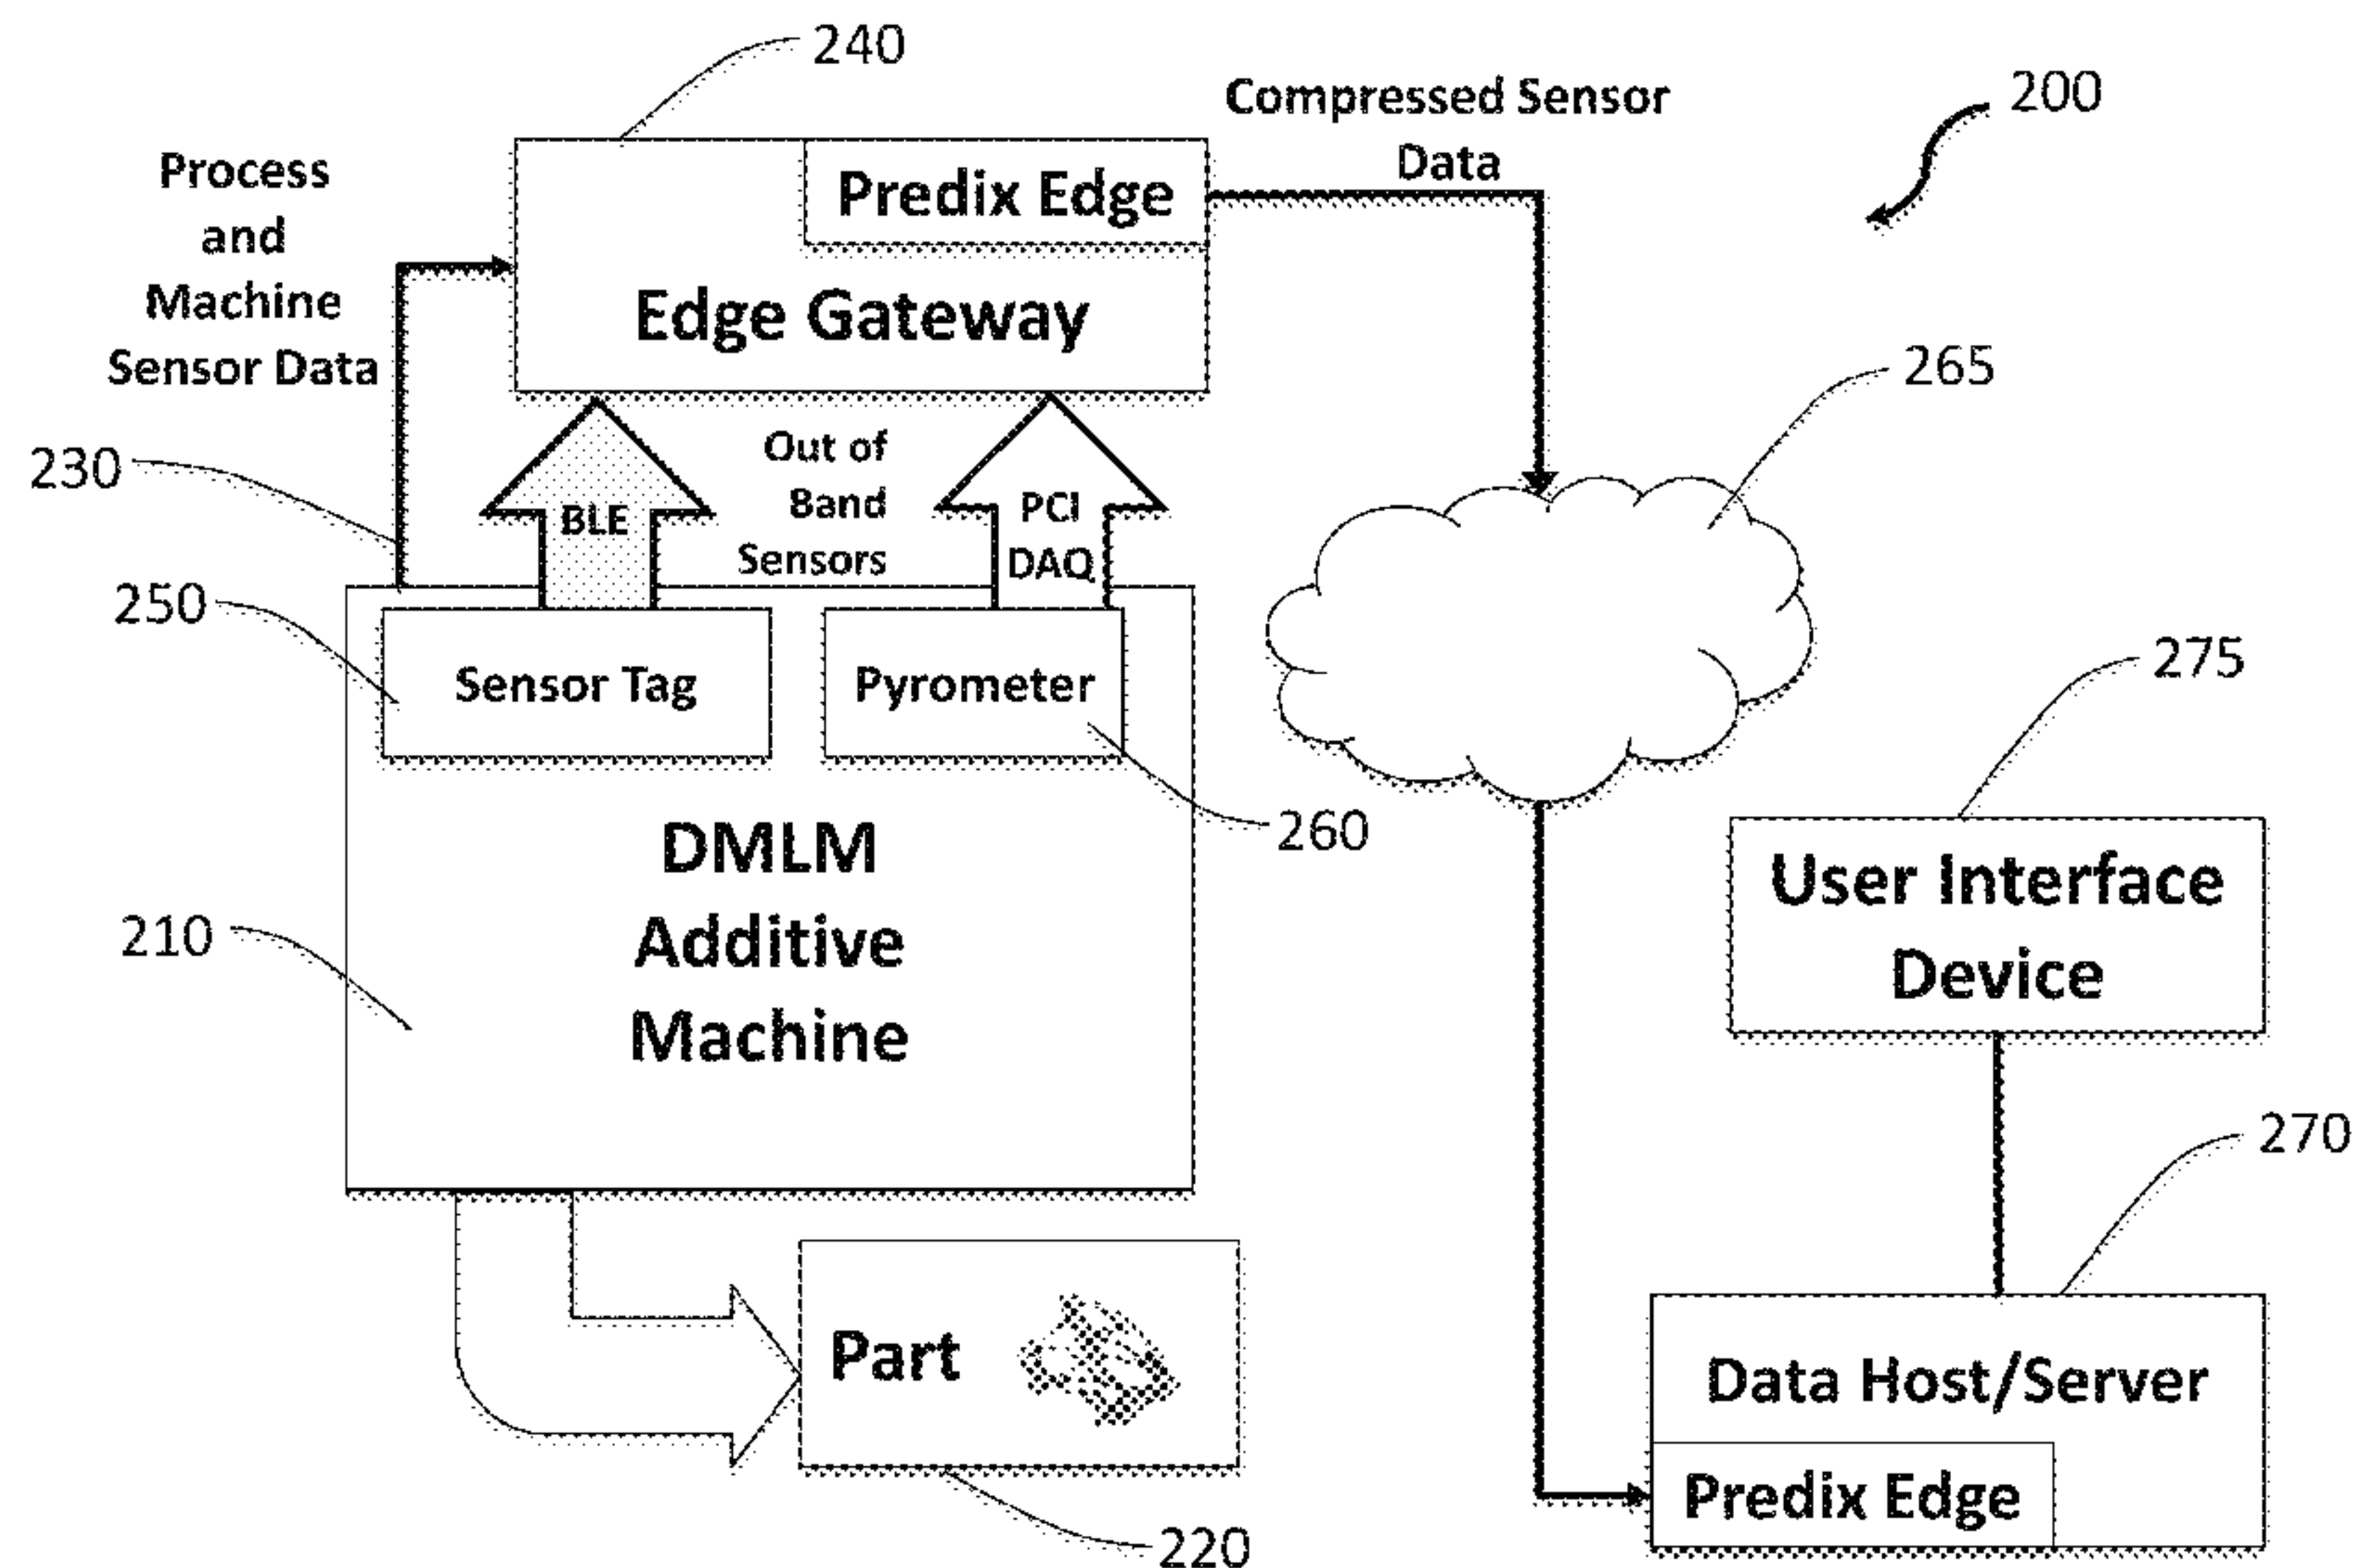 240
Compressed Sensor
Data
200
Process
and
Machine
Sensor Data
Predix Edge
Edge Gateway
265
230
Out of
Band
Sensors
BLE
PCI
DAQ
250
Sensor Tag
Pyrometer
275
260
DMLM
Additive
Machine
210
User Interface
Device
270
Part
220
Data Host/Server
Predix Edge